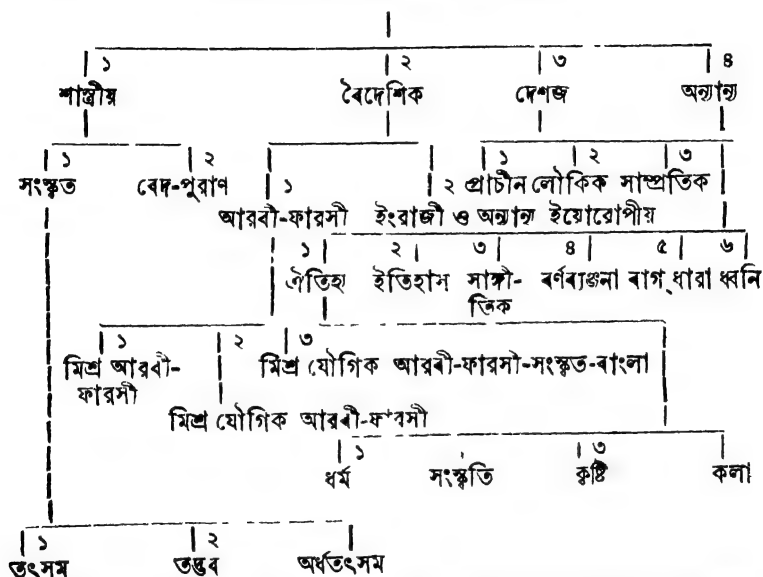 ১ ২ ৩ ৪
শাস্ত্রীয় বৈদেশিক দেশজ অন্যান্য
১ ২ ১ ২ ৩
সংস্কৃত বেদ-পুরাণ ১ ২ প্রাচীন লৌকিক সাম্প্রতিক
আরবী-ফারসী ইংরাজী ও অন্যান্য ইয়োরোপীয়
১ ২ ৩ ৪ ৫ ৬
ঐতিহ্য ইতিহাস সাঙ্গী- বর্ণব্যঞ্জনা বাগ্ধারা ধ্বনি
তিক
১ ২ ৩
মিশ্র আরবী- মিশ্র যৌগিক আরবী-ফারসী-সংস্কৃত-বাংলা
ফারসী
মিশ্র যৌগিক আরবী-ফারসী
১ ৩
ধর্ম সংস্কৃতি কৃষ্টি কলা
১ ২
তৎসম তদ্ভব অর্ধতৎসম